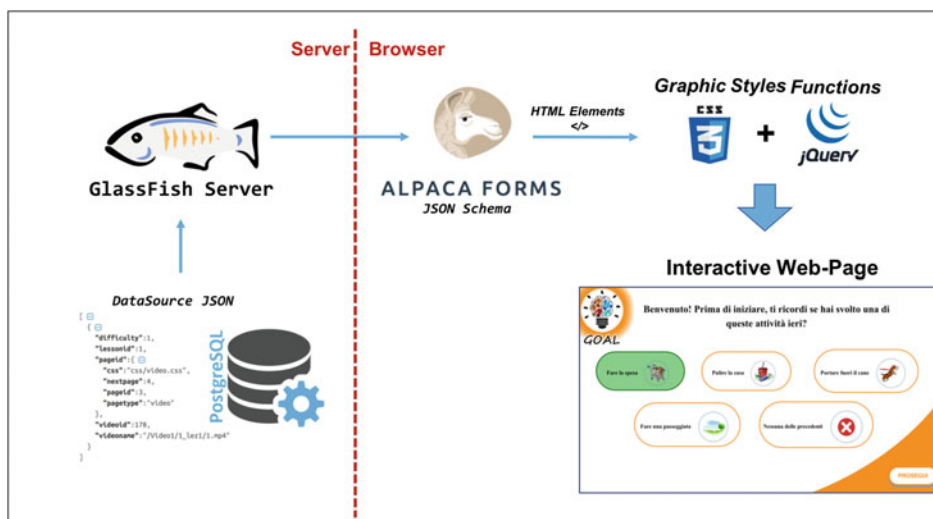 Server Browser
GlassFish Server
DataSource JSON
[
{
"difficulty":1,
"lessonid":1,
"pageid":{
"css":"css/video.css",
"nextpage":4,
"pageid":3,
"pagetype":"video"
},
"videoid":178,
"videoname":"/Video1/1_lez1/1.mp4"
}
]
PostgreSQL
ALPACA FORMS
JSON Schema
HTML Elements
</>
Graphic Styles Functions
CSS
3
+
jQuery
Interactive Web-Page
GOAL
Benvenuto! Prima di iniziare, ti ricordi se hai svolto una di
queste attività ieri?
Fare la spesa
Pulire la casa
Portare fuori il cane
Fare una passeggiata
Nessuna delle precedenti
PROSEGUI